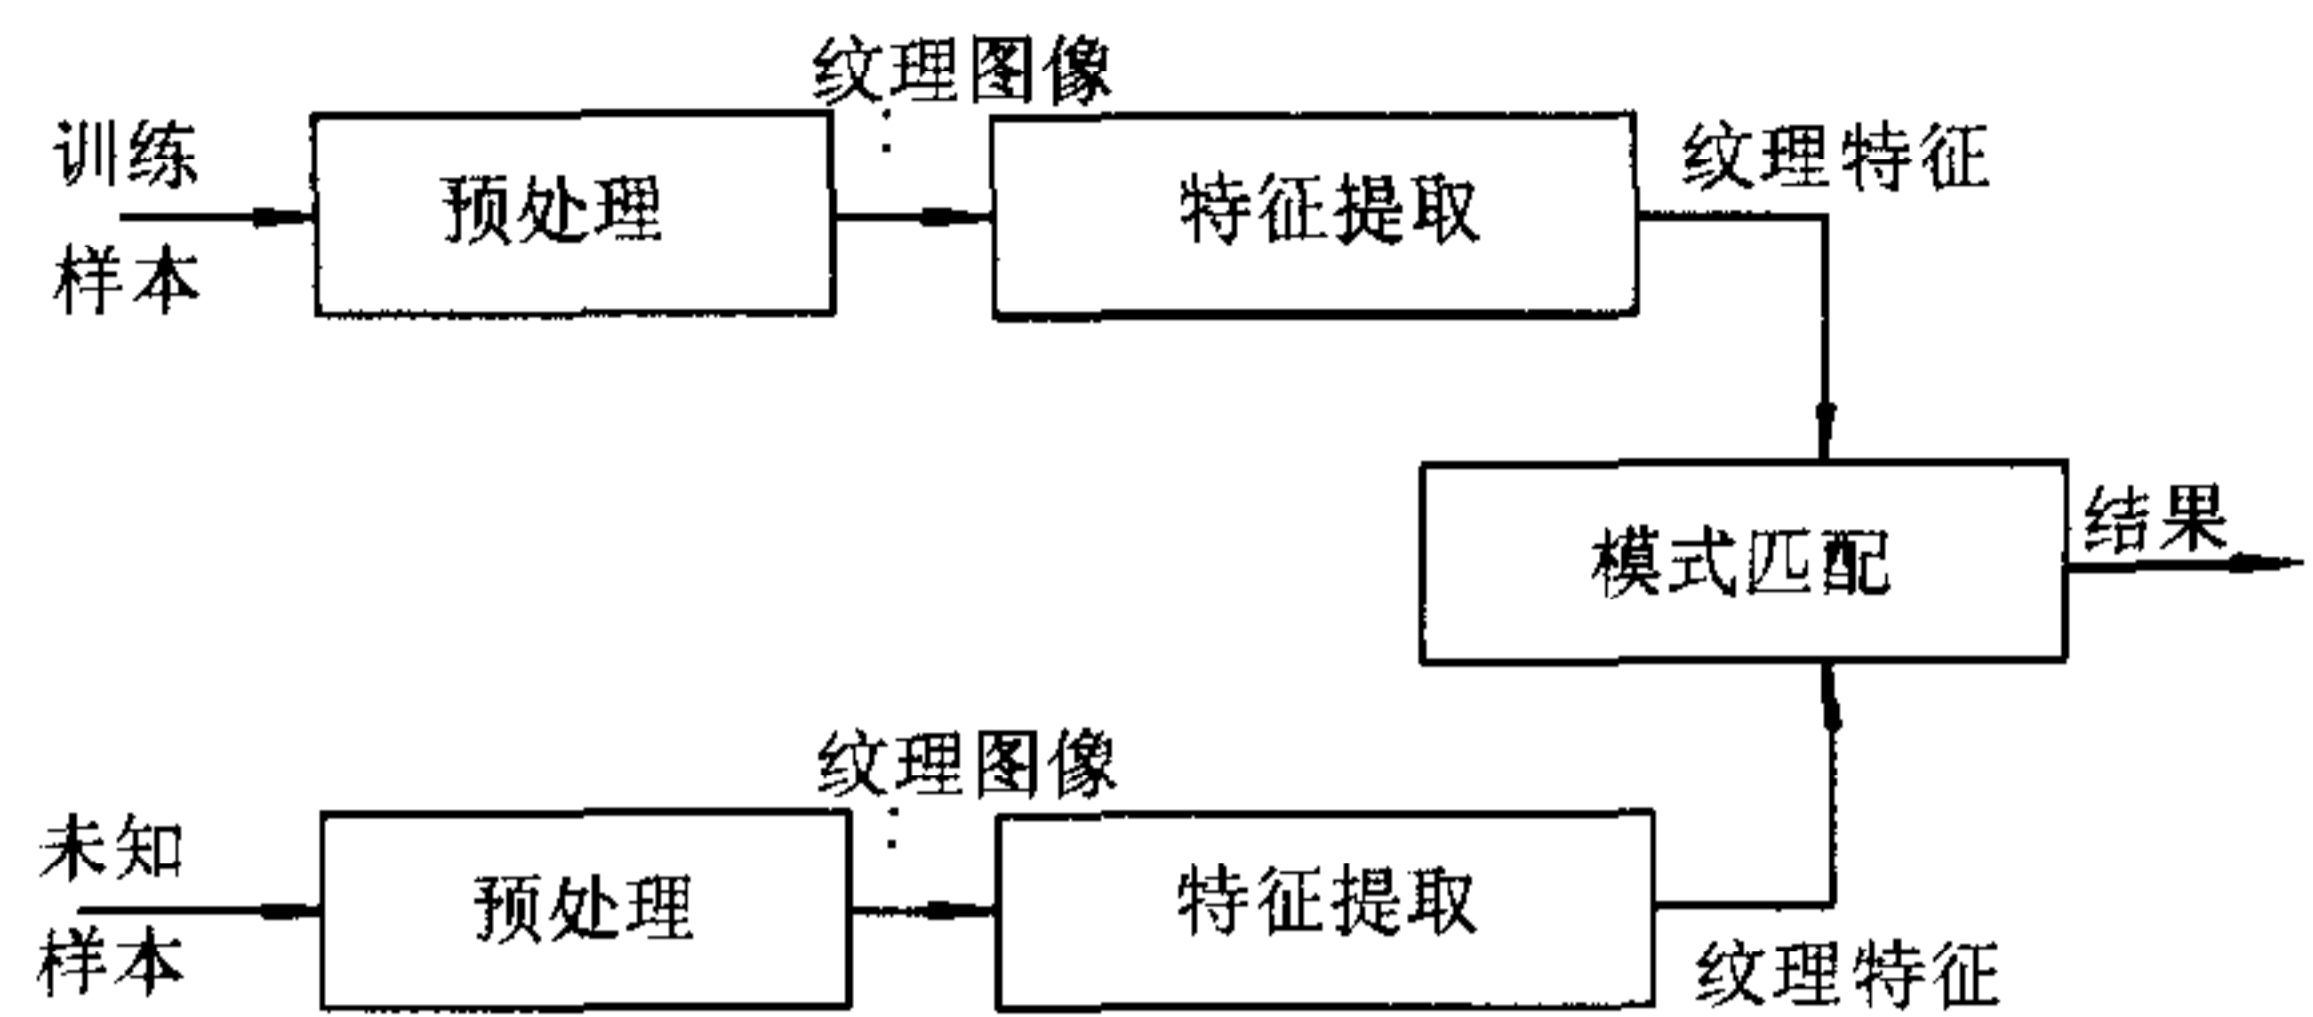 纹理图像
训练
样本
预处理
特征提取
纹理特征
模式匹配
结果
纹理图像
未知
样本
预处理
特征提取
纹理特征